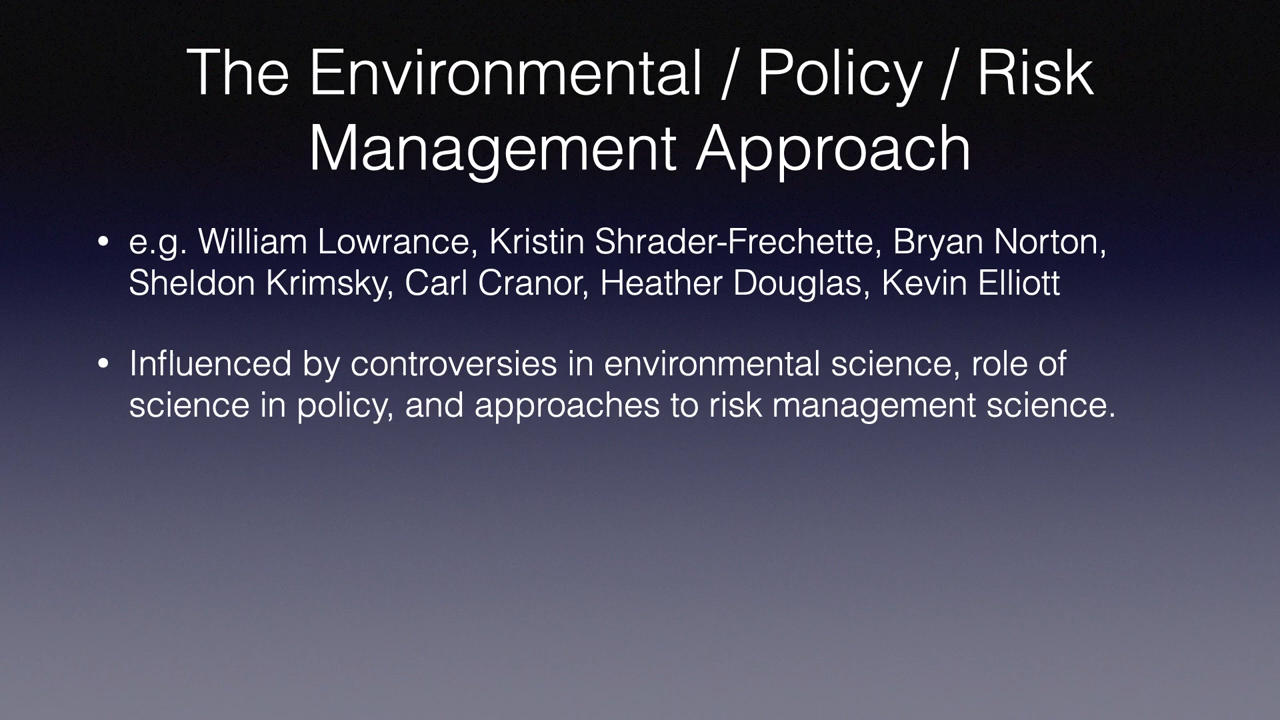 The Environmental / Policy / Risk
Management Approach
• e.g. William Lowrance, Kristin Shrader-Frechette, Bryan Norton,
Sheldon Krimsky, Carl Cranor, Heather Douglas, Kevin Elliott
• Influenced by controversies in environmental science, role of
science in policy, and approaches to risk management science.